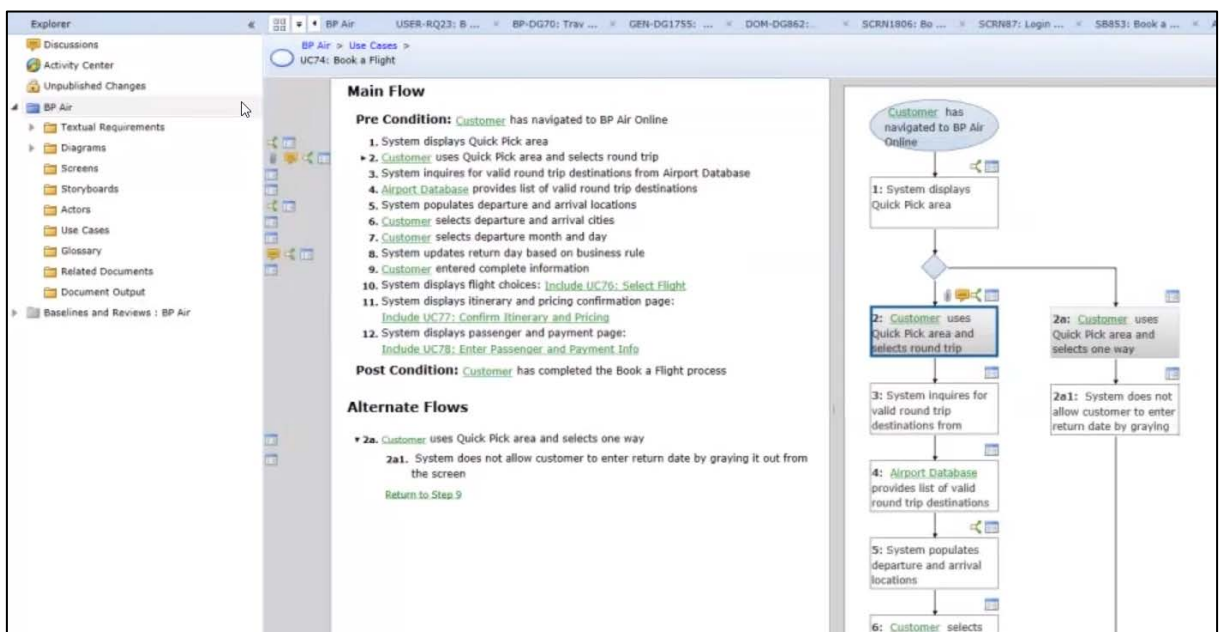 Explorer
BP Air
USER-RQ23: B ...
BP-DG70: Trav ...
GEN-DG1755: ...
DOM-DG862:
SCRN1806: Bo ...
SCRN87: Login ...
SB853: Book a ...
Discussions
Activity Center
Unpublished Changes
BP Air
Textual Requirements
Diagrams
Screens
Storyboards
Actors
Use Cases
Glossary
Related Documents
Document Output
Baselines and Reviews : BP Air
BP Air > Use Cases >
UC74: Book a Flight
Main Flow
Pre Condition: Customer has navigated to BP Air Online
1. System displays Quick Pick area
2. Customer uses Quick Pick area and selects round trip
3. System inquires for valid round trip destinations from Airport Database
4. Airport Database provides list of valid round trip destinations
5. System populates departure and arrival locations
6. Customer selects departure and arrival cities
7. Customer selects departure month and day
8. System updates return day based on business rule
9. Customer entered complete information
10. System displays flight choices: Include UC76: Select Flight
11. System displays itinerary and pricing confirmation page:
Include UC77: Confirm Itinerary and Pricing
12. System displays passenger and payment page:
Include UC78: Enter Passenger and Payment Info
Post Condition: Customer has completed the Book a Flight process
Alternate Flows
2a. Customer uses Quick Pick area and selects one way
2a1. System does not allow customer to enter return date by graying it out from
the screen
Return to Step 9
Customer has
navigated to BP Air
Online
1: System displays
Quick Pick area
2: Customer uses
Quick Pick area and
selects round trip
2a: Customer uses
Quick Pick area and
selects one way
3: System inquires for
valid round trip
destinations from
2a1: System does not
allow customer to enter
return date by graying
4: Airport Database
provides list of valid
round trip destinations
5: System populates
departure and arrival
locations
6: Customer selects